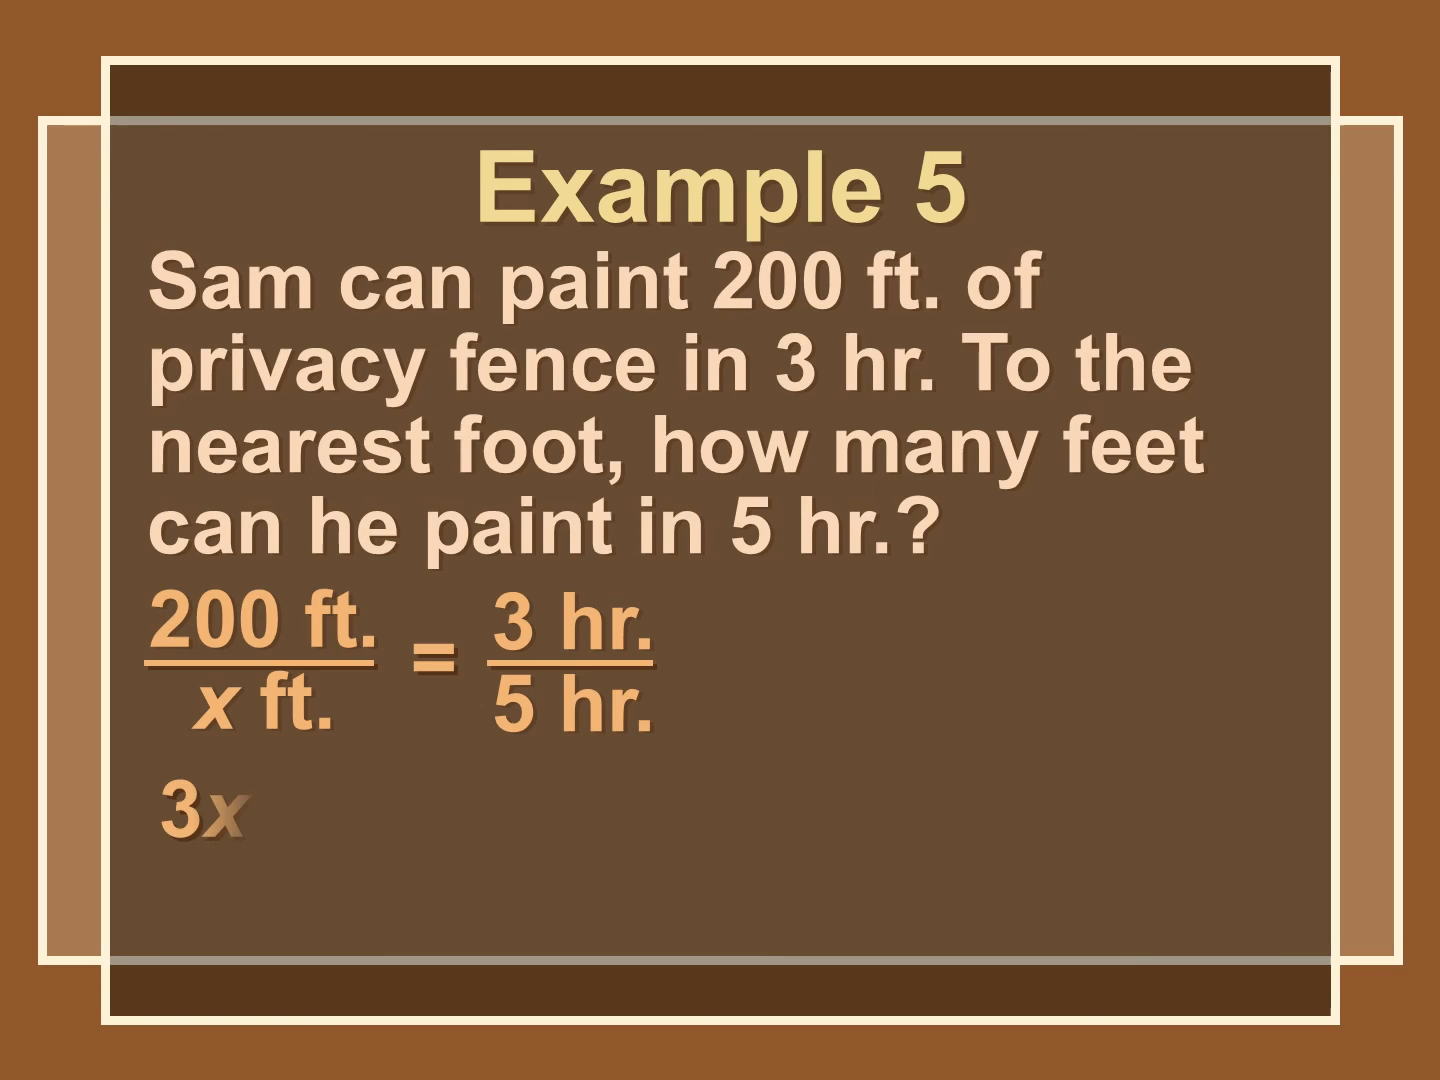 Example 5
Sam can paint 200 ft. of
privacy fence in 3 hr. To the
nearest foot, how many feet
can he paint in 5 hr.?
200 ft. = 3 hr.
x ft. 5 hr.
3x